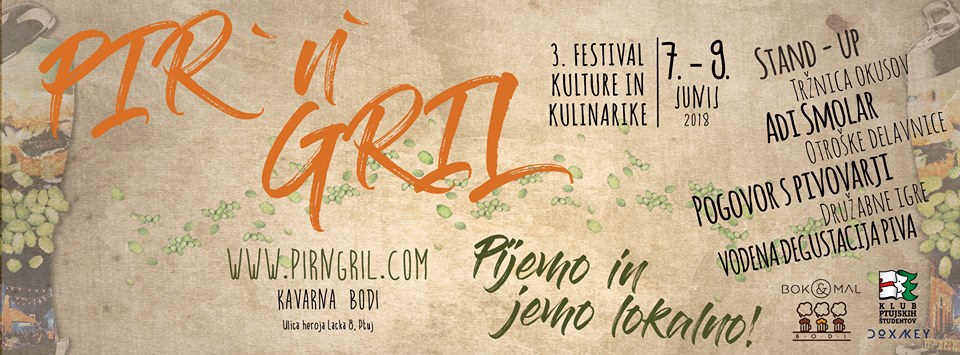 PIR`N`
GRIL
3. FESTIVAL
KULTURE IN
KULINARIKE
7. - 9.
JUNIJ
2018
STAND - UP
TRŽNICA OKUSOV
ADI SMOLAR
OTROŠKE DELAVNICE
POGOVOR S PIVOVARJI
DRUŽABNE IGRE
VODENA DEGUSTACIJA PIVA
WWW.PIRNGRIL.COM
KAVARNA BODI
Ulica heroja Lacka 8, Ptuj
Pijemo in
jemo lokalno!
BOK&MAL
BODI
KLUB
PTUJSKIH
ŠTUDENTOV